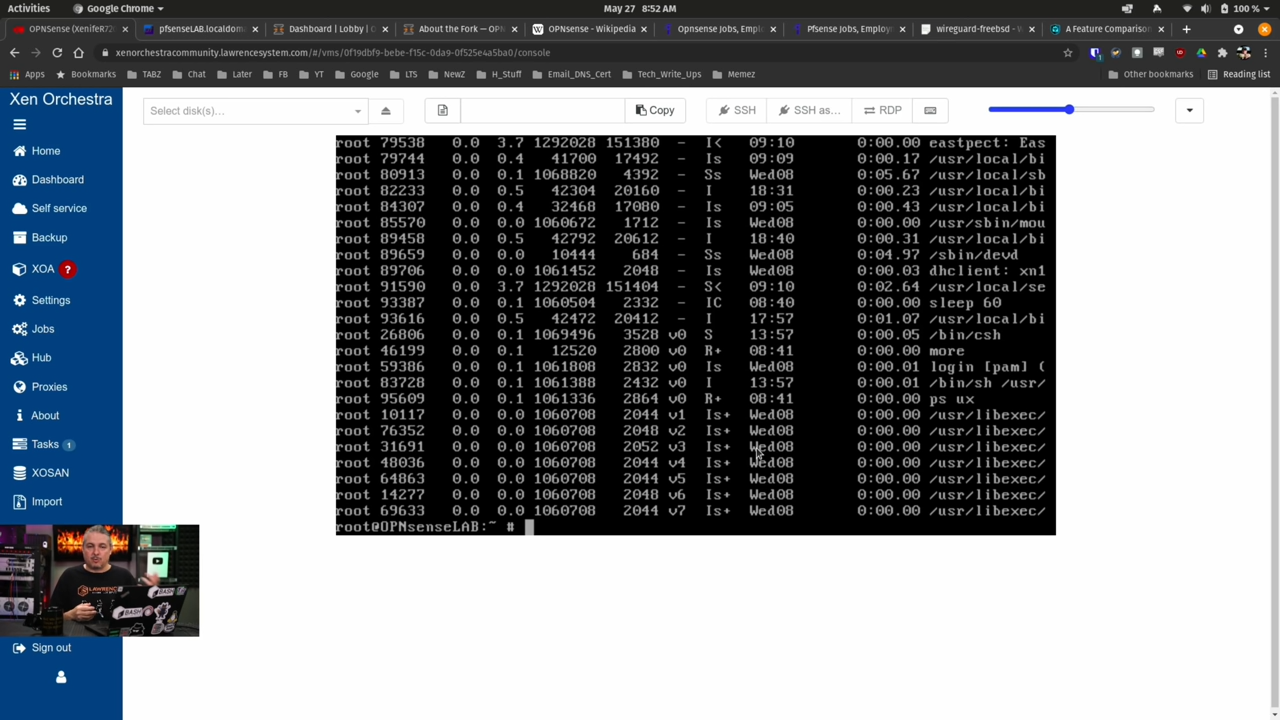 Activities Google Chrome May 27 8:52 AM 100 %
OPNSense (XenifeR72 pfsenseLAB.localdom Dashboard | Lobby | About the Fork — OPN OPNSense - Wikipedia Opnsense Jobs, Empl Pfsense Jobs, Employ wireguard-freebsd - W A Feature Comparison
xenorchestracommunity.lawrencesystem.com/#/vms/0f19dbf9-bebe-f15c-0da9-0f525e4a5ba0/console
Apps Bookmarks TABZ Chat Later FB YT Google LTS NewZ H_Stuff Email_DNS_Cert Tech_Write_Ups Memez Other bookmarks Reading list
Xen Orchestra
Select disk(s)... Copy SSH SSH as... RDP
Home
Dashboard
Self service
Backup
XOA ?
Settings
Jobs
Hub
Proxies
About
Tasks 1
XOSAN
Import
Sign out
root 79538 0.0 3.7 1292028 151380 - I< 09:10 0:00.00 eastpect: Eas
root 79744 0.0 0.4 41700 17492 - Is 09:09 0:00.17 /usr/local/bi
root 80913 0.0 0.1 1068820 4392 - Ss Wed08 0:05.67 /usr/local/sb
root 82233 0.0 0.5 42304 20160 - I 18:31 0:00.23 /usr/local/bi
root 84307 0.0 0.4 32468 17080 - Is 09:05 0:00.43 /usr/local/bi
root 85570 0.0 0.0 1060672 1712 - Is Wed08 0:00.00 /usr/sbin/mou
root 89458 0.0 0.5 42792 20612 - I 18:40 0:00.31 /usr/local/bi
root 89659 0.0 0.0 10444 684 - Ss Wed08 0:04.97 /sbin/devd
root 89706 0.0 0.0 1061452 2048 - Is Wed08 0:00.03 dhclient: xn1
root 91590 0.0 3.7 1292028 151404 - S< 09:10 0:02.64 /usr/local/se
root 93387 0.0 0.1 1060504 2332 - IC 08:40 0:00.00 sleep 60
root 93616 0.0 0.5 42472 20412 - I 17:57 0:01.07 /usr/local/bi
root 26806 0.0 0.1 1069496 3528 v0 S 13:57 0:00.05 /bin/csh
root 46199 0.0 0.1 12520 2800 v0 R+ 08:41 0:00.00 more
root 59386 0.0 0.1 1061808 2832 v0 Is Wed08 0:00.01 login [pam] (
root 83728 0.0 0.1 1061388 2432 v0 I 13:57 0:00.01 /bin/sh /usr/
root 95609 0.0 0.1 1061336 2864 v0 R+ 08:41 0:00.00 ps ux
root 10117 0.0 0.0 1060708 2044 v1 Is+ Wed08 0:00.00 /usr/libexec/
root 76352 0.0 0.0 1060708 2048 v2 Is+ Wed08 0:00.00 /usr/libexec/
root 31691 0.0 0.0 1060708 2052 v3 Is+ Wed08 0:00.00 /usr/libexec/
root 48036 0.0 0.0 1060708 2044 v4 Is+ Wed08 0:00.00 /usr/libexec/
root 64863 0.0 0.0 1060708 2044 v5 Is+ Wed08 0:00.00 /usr/libexec/
root 14277 0.0 0.0 1060708 2048 v6 Is+ Wed08 0:00.00 /usr/libexec/
root 69633 0.0 0.0 1060708 2044 v7 Is+ Wed08 0:00.00 /usr/libexec/
root@OPNsenseLAB:~ #
BASH
BASH